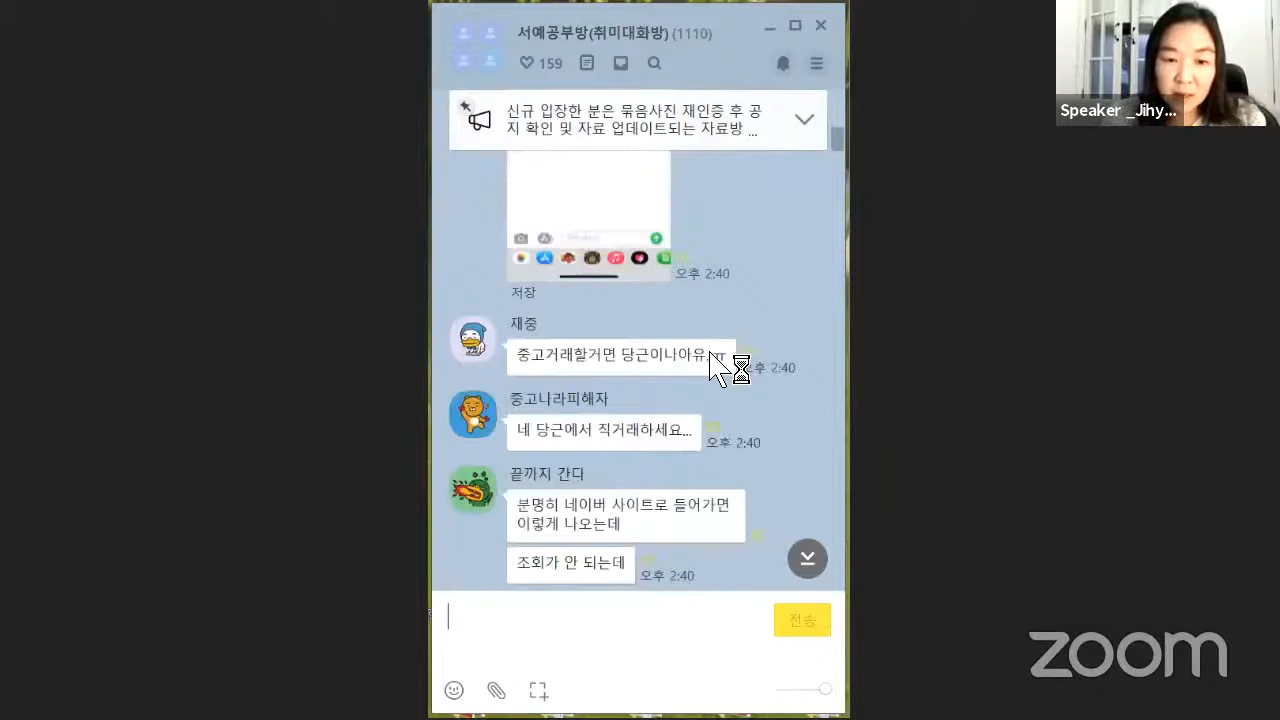 서예공부방(취미대화방) (1110)
159
신규 입장한 분은 묶음사진 재인증 후 공
지 확인 및 자료 업데이트되는 자료방 ...
오후 2:40
저장
재중
중고거래할거면 당근이나아유
오후 2:40
중고나라피해자
네 당근에서 직거래하세요...
오후 2:40
끝까지 간다
분명히 네이버 사이트로 들어가면
이렇게 나오는데
조회가 안 되는데
오후 2:40
전송
Speaker _Jihy...
zoom